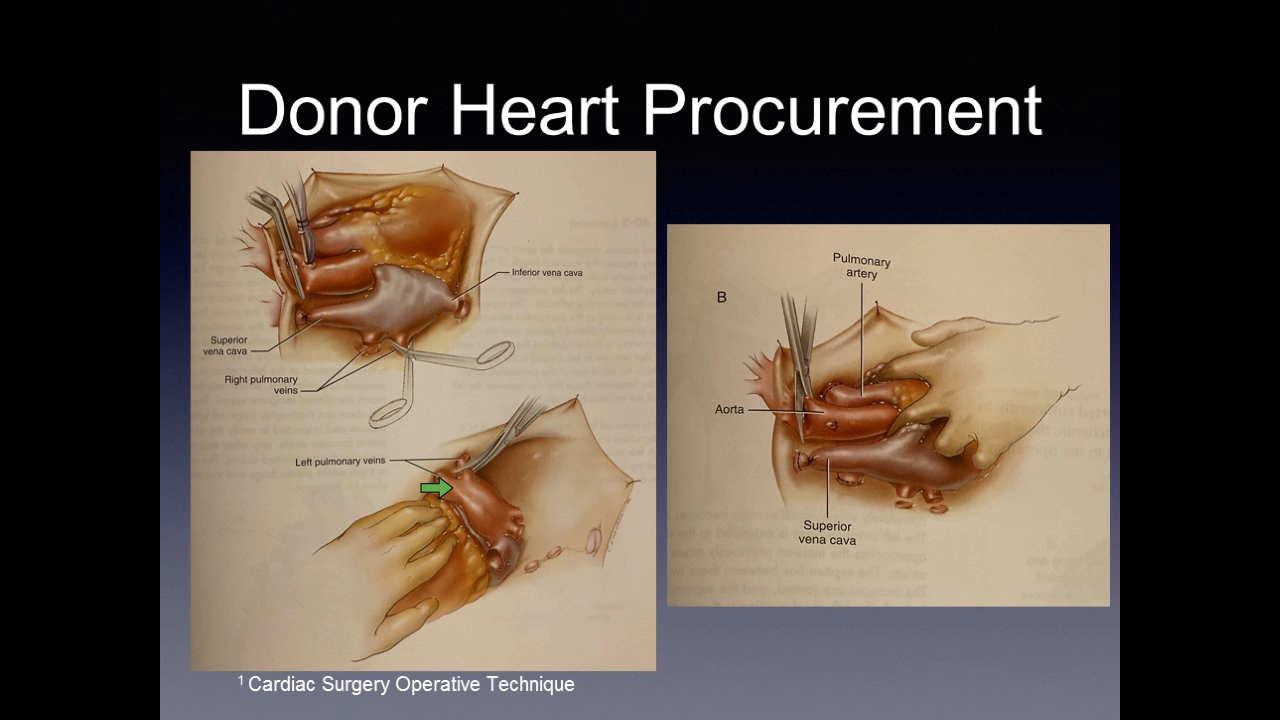 Donor Heart Procurement
Inferior vena cava
Superior
vena cava
Right pulmonary
veins
Left pulmonary veins
B
Pulmonary
artery
Aorta
Superior
vena cava
1 Cardiac Surgery Operative Technique